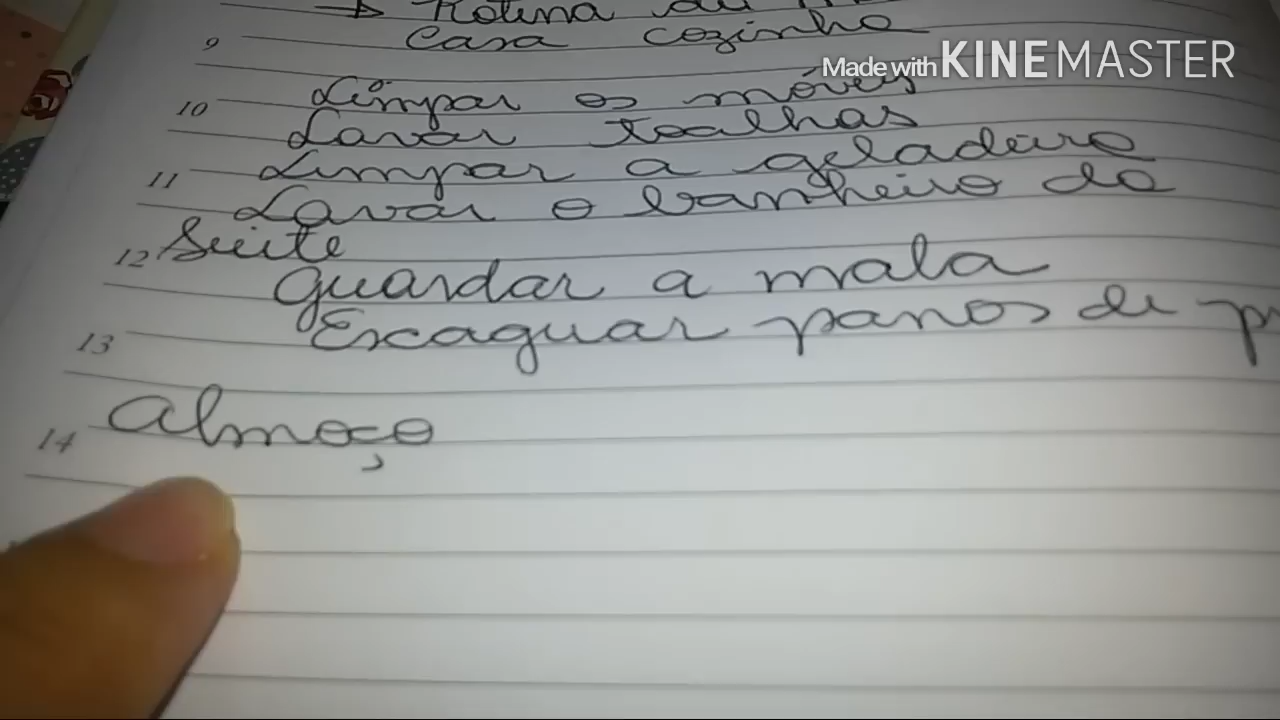 → Rotina
9 Casa cozinha
Made with KINEMASTER
10 Limpar os móveis
Lavar toalhas
11 Limpar a geladeira
Lavar o banheiro da
12 Suite
guardar a mala
Escaguar panos de
13
14 almoço